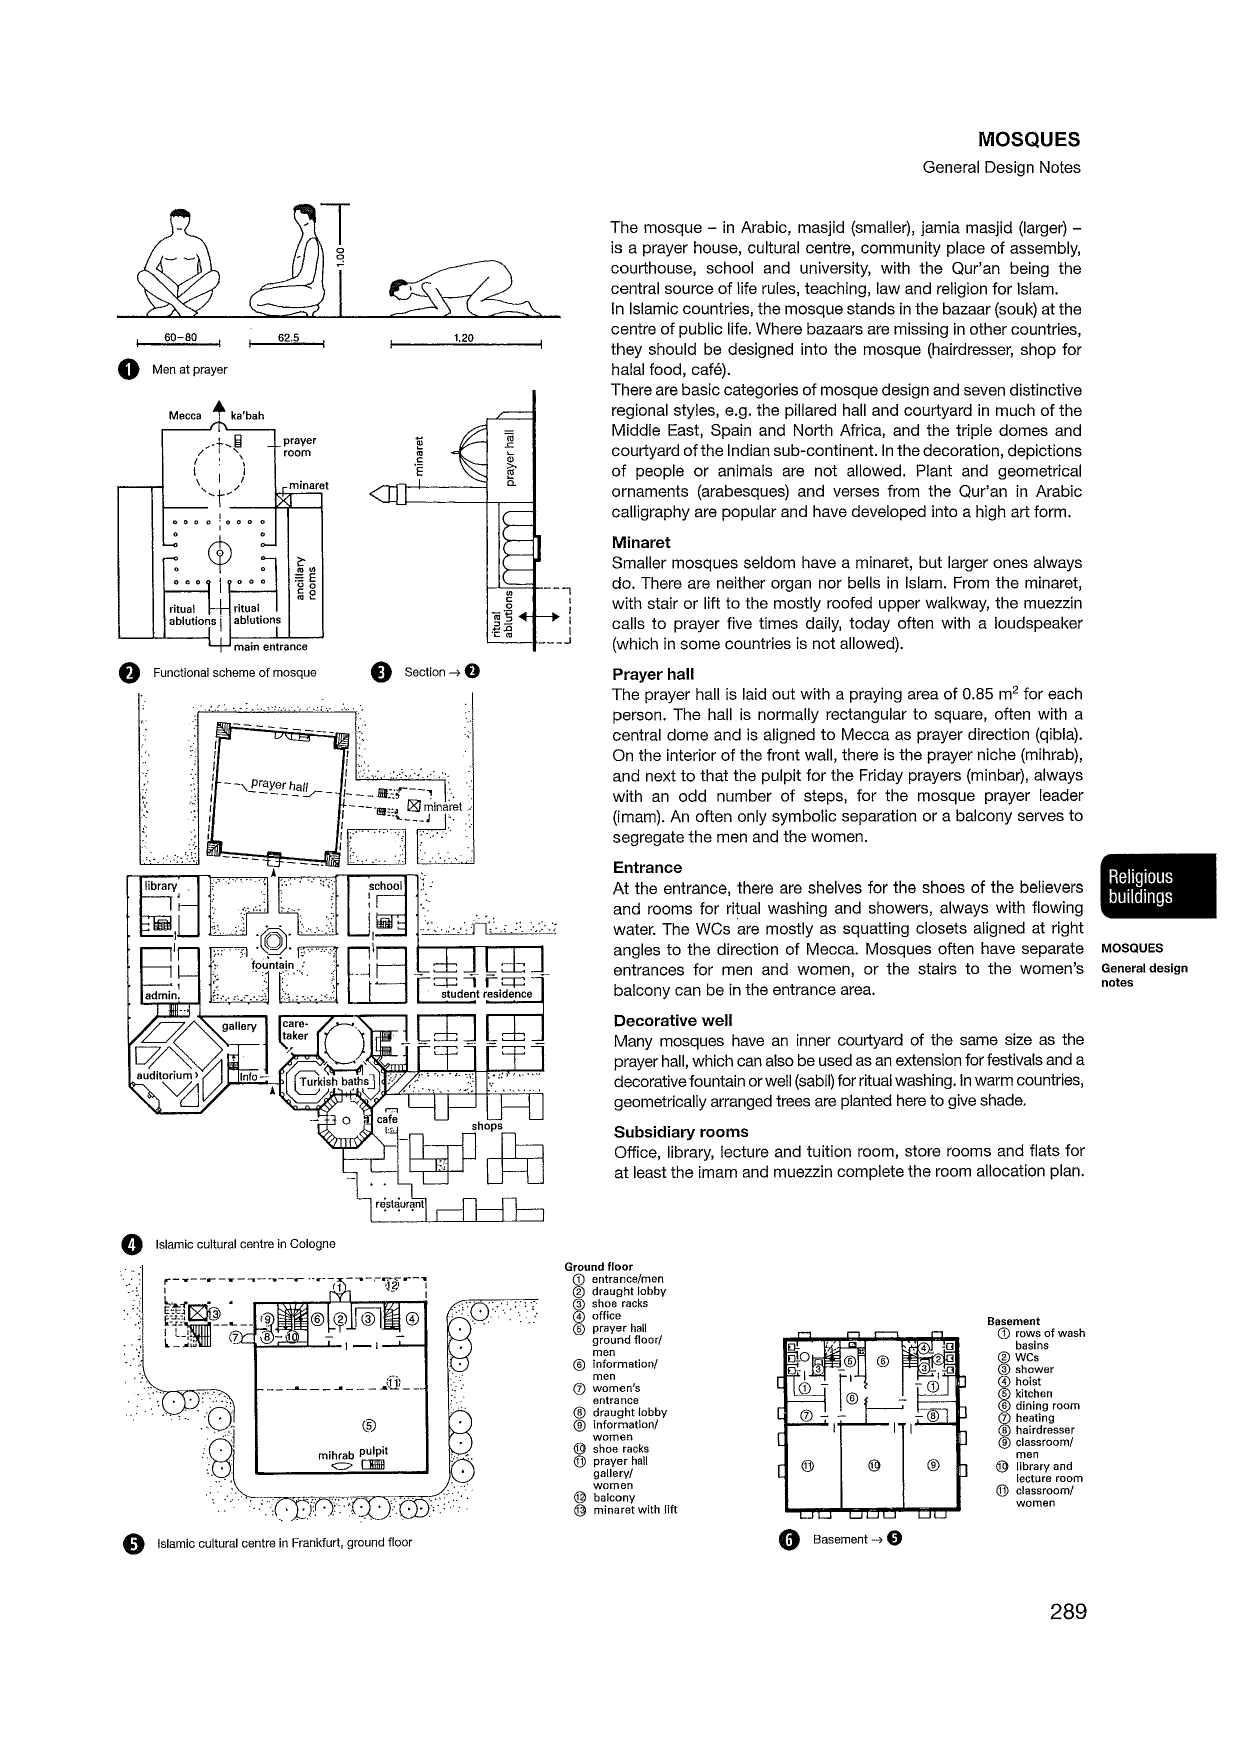 MOSQUES
General Design Notes
1.00
60–80
62.5
1.20
1 Men at prayer
Mecca
ka'bah
prayer
room
minaret
ancillary
rooms
ritual
ablutions
ritual
ablutions
main entrance
2 Functional scheme of mosque
minaret
prayer hall
ritual
ablutions
3 Section → 2
prayer hall
minaret
library
school
fountain
admin.
student residence
gallery
care-
taker
auditorium
Info
Turkish baths
cafe
shops
restaurant
4 Islamic cultural centre in Cologne
The mosque – in Arabic, masjid (smaller), jamia masjid (larger) –
is a prayer house, cultural centre, community place of assembly,
courthouse, school and university, with the Qur'an being the
central source of life rules, teaching, law and religion for Islam.
In Islamic countries, the mosque stands in the bazaar (souk) at the
centre of public life. Where bazaars are missing in other countries,
they should be designed into the mosque (hairdresser, shop for
halal food, café).
There are basic categories of mosque design and seven distinctive
regional styles, e.g. the pillared hall and courtyard in much of the
Middle East, Spain and North Africa, and the triple domes and
courtyard of the Indian sub-continent. In the decoration, depictions
of people or animals are not allowed. Plant and geometrical
ornaments (arabesques) and verses from the Qur'an in Arabic
calligraphy are popular and have developed into a high art form.
Minaret
Smaller mosques seldom have a minaret, but larger ones always
do. There are neither organ nor bells in Islam. From the minaret,
with stair or lift to the mostly roofed upper walkway, the muezzin
calls to prayer five times daily, today often with a loudspeaker
(which in some countries is not allowed).
Prayer hall
The prayer hall is laid out with a praying area of 0.85 m² for each
person. The hall is normally rectangular to square, often with a
central dome and is aligned to Mecca as prayer direction (qibla).
On the interior of the front wall, there is the prayer niche (mihrab),
and next to that the pulpit for the Friday prayers (minbar), always
with an odd number of steps, for the mosque prayer leader
(imam). An often only symbolic separation or a balcony serves to
segregate the men and the women.
Entrance
At the entrance, there are shelves for the shoes of the believers
and rooms for ritual washing and showers, always with flowing
water. The WCs are mostly as squatting closets aligned at right
angles to the direction of Mecca. Mosques often have separate
entrances for men and women, or the stairs to the women's
balcony can be in the entrance area.
Decorative well
Many mosques have an inner courtyard of the same size as the
prayer hall, which can also be used as an extension for festivals and a
decorative fountain or well (sabil) for ritual washing. In warm countries,
geometrically arranged trees are planted here to give shade.
Subsidiary rooms
Office, library, lecture and tuition room, store rooms and flats for
at least the imam and muezzin complete the room allocation plan.
Religious
buildings
MOSQUES
General design
notes
1 12
13 9 6 2 3 4
7 8 10
11
5
mihrab pulpit
5 Islamic cultural centre in Frankfurt, ground floor
Ground floor
① entrance/men
② draught lobby
③ shoe racks
④ office
⑤ prayer hall
ground floor/
men
⑥ information/
men
⑦ women's
entrance
⑧ draught lobby
⑨ information/
women
⑩ shoe racks
⑪ prayer hall
gallery/
women
⑫ balcony
⑬ minaret with lift
4
3 5 6 3 2
1 6 1
7 8
11 10 9
6 Basement → 5
Basement
① rows of wash
basins
② WCs
③ shower
④ hoist
⑤ kitchen
⑥ dining room
⑦ heating
⑧ hairdresser
⑨ classroom/
men
⑩ library and
lecture room
⑪ classroom/
women
289